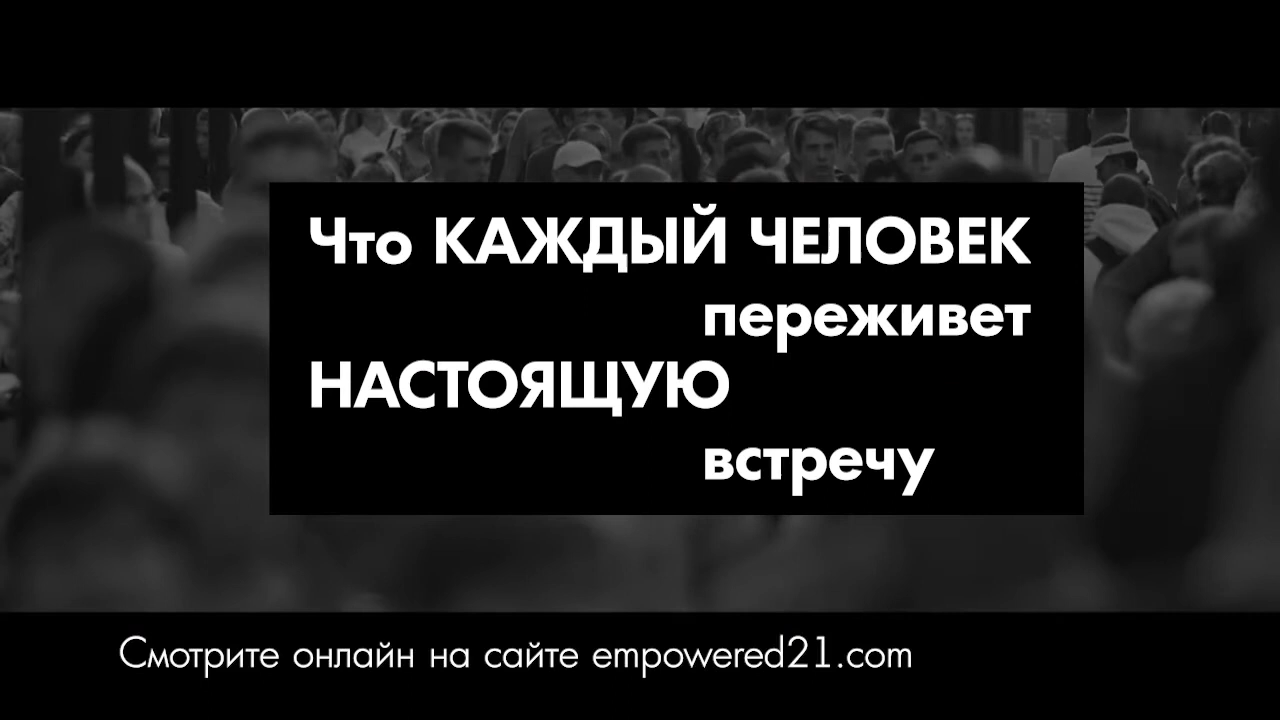 Что КАЖДЫЙ ЧЕЛОВЕК
переживет
НАСТОЯЩУЮ
встречу
Смотрите онлайн на сайте empowered21.com